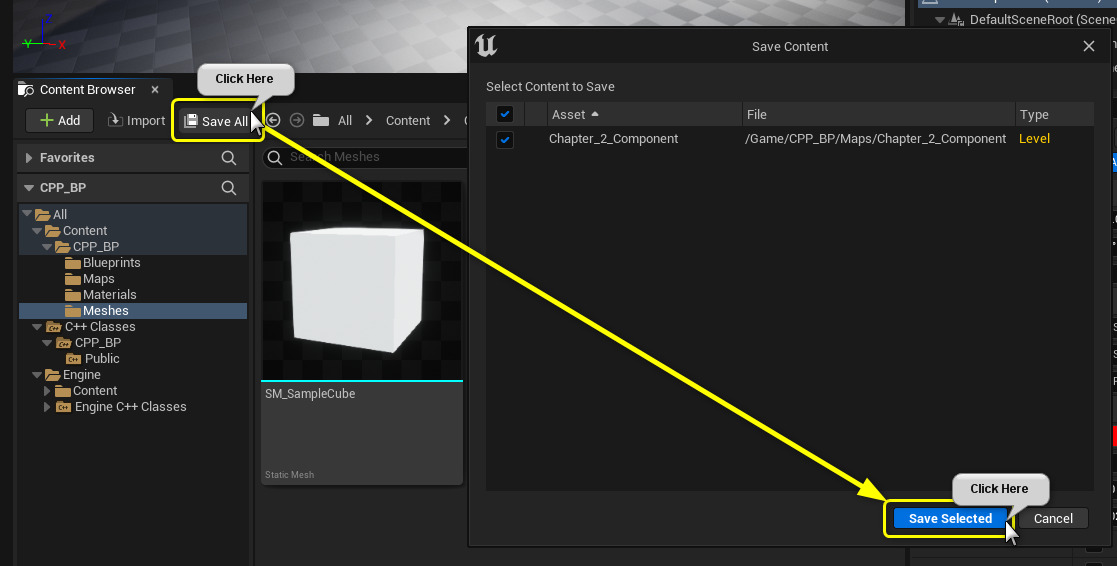 DefaultSceneRoot (Scene
Z
Y
X
Save Content
Click Here
Content Browser
Select Content to Save
Add
Import
Save All
All
Content
Asset
File
Type
Chapter_2_Component
/Game/CPP_BP/Maps/Chapter_2_Component
Level
Favorites
Search Meshes
CPP_BP
All
Content
CPP_BP
Blueprints
Maps
Materials
Meshes
C++ Classes
CPP_BP
Public
Engine
Content
Engine C++ Classes
SM_SampleCube
Static Mesh
Click Here
Save Selected
Cancel